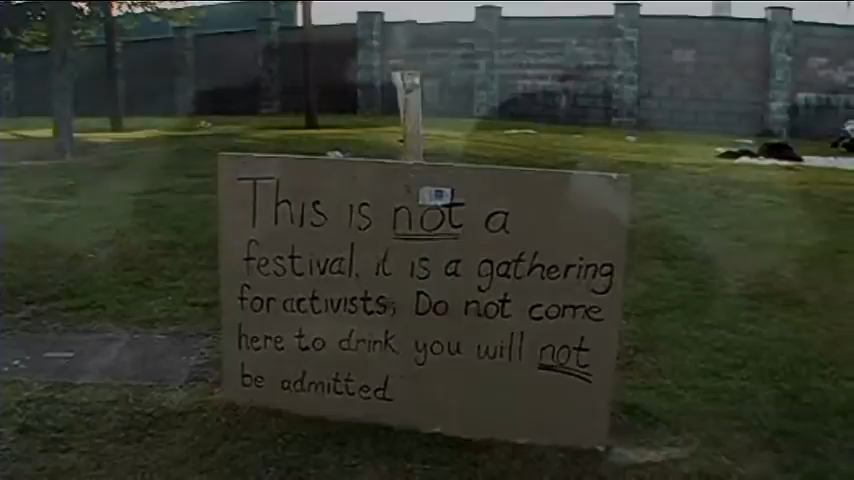 This is not a
festival, it is a gathering
for activists, Do not come
here to drink, you will not
be admitted